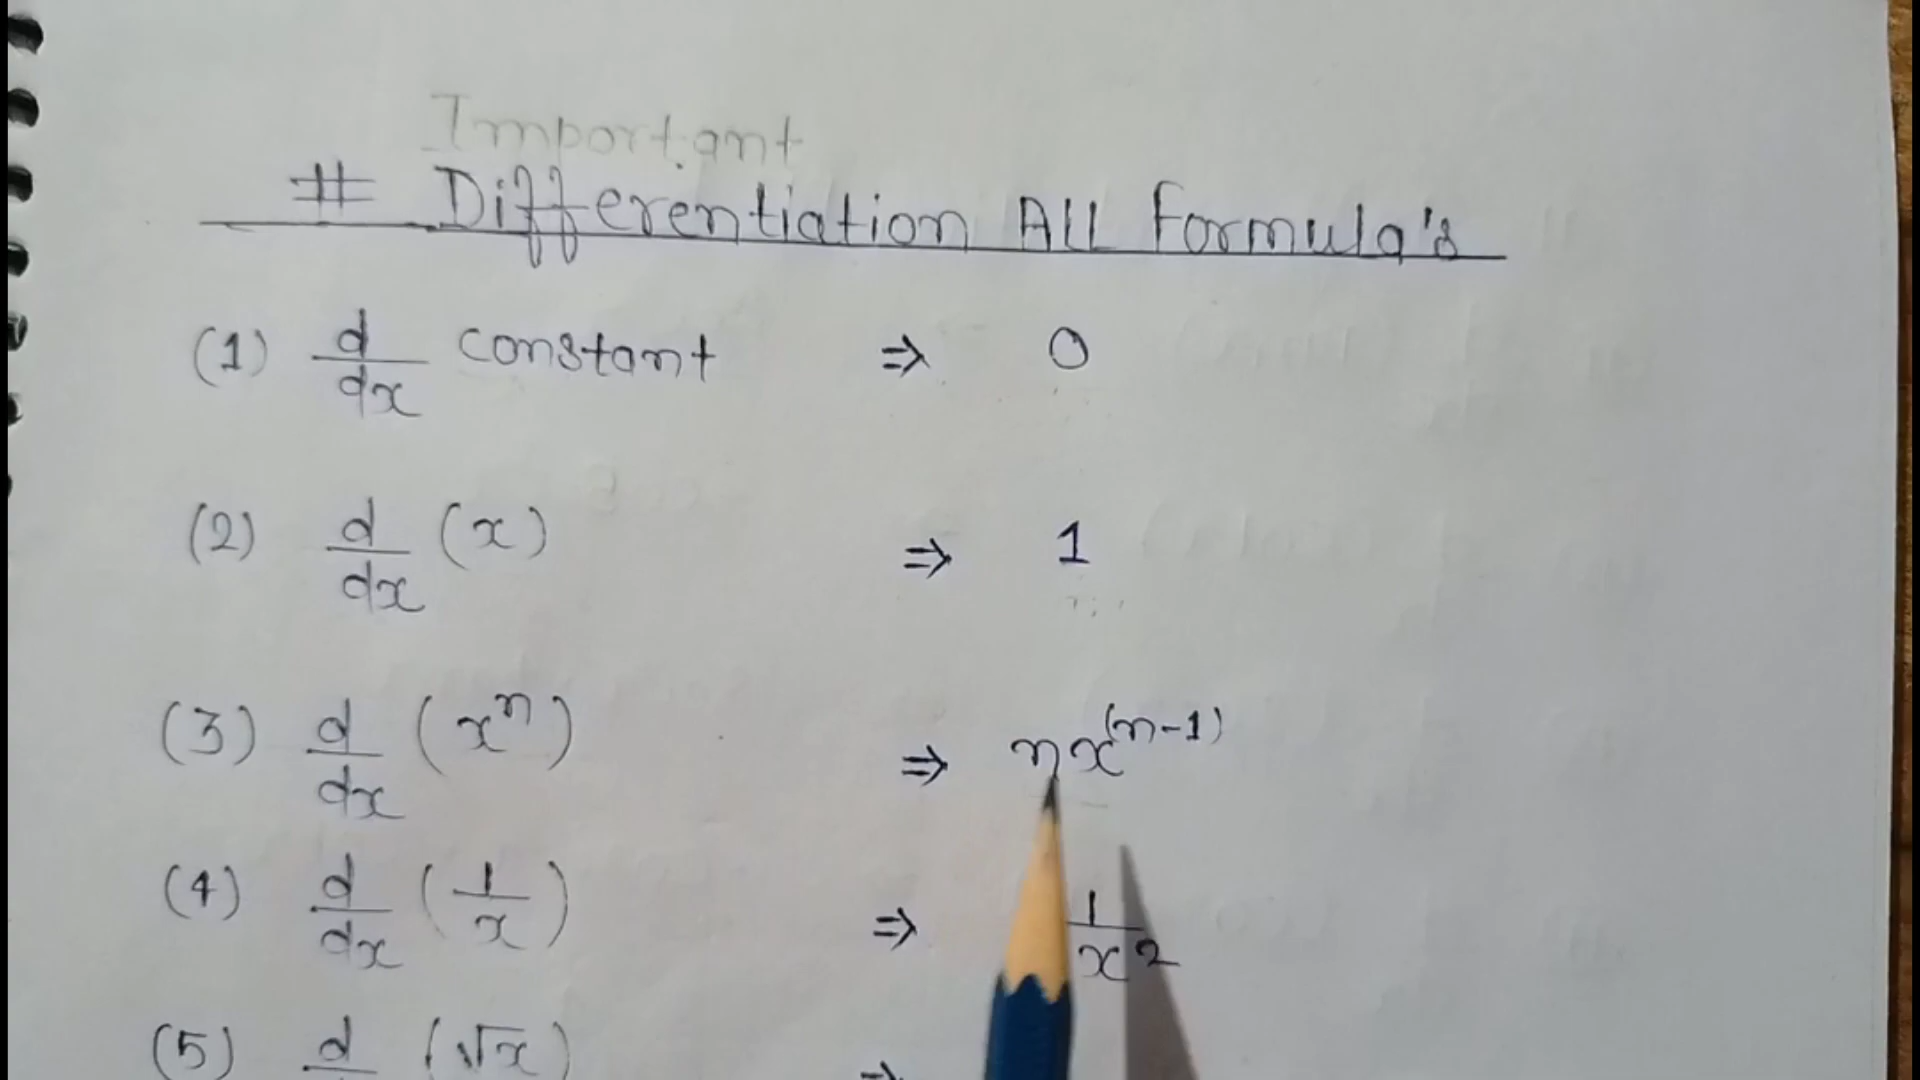 Important
# Differentiation All Formula's
(1) d/dx constant ⇒ 0
(2) d/dx (x) ⇒ 1
(3) d/dx (xⁿ) ⇒ nx⁽ⁿ⁻¹⁾
(4) d/dx (1/x) ⇒ 1/x²
(5) d (√x) ⇒